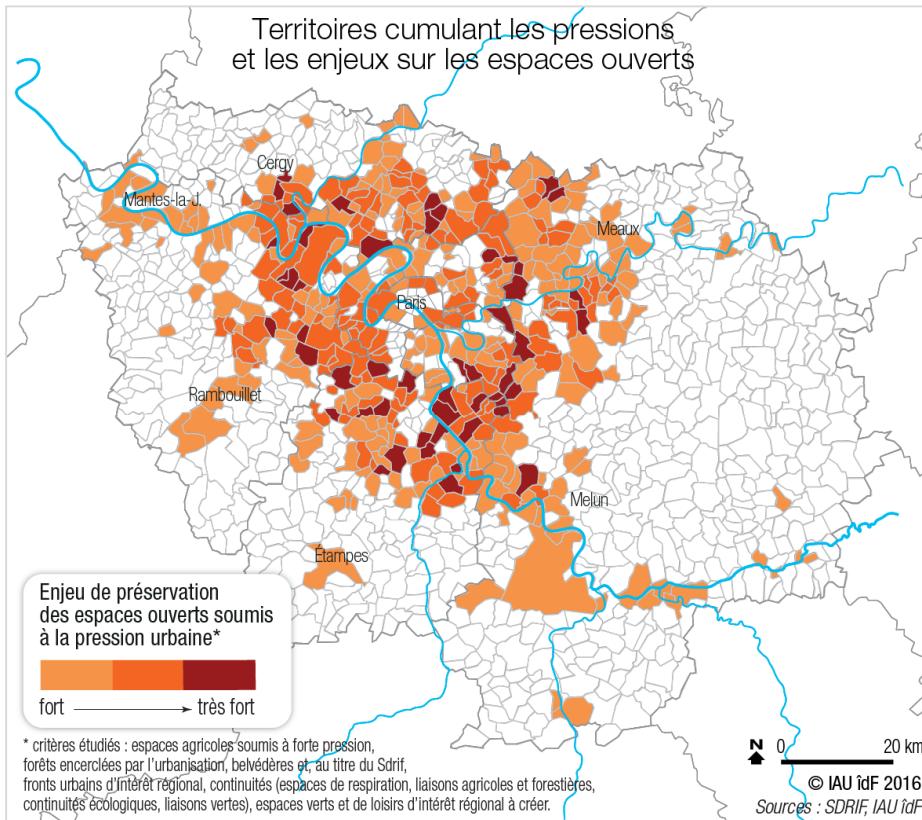 Territoires cumulant les pressions
et les enjeux sur les espaces ouverts
Cergy
Mantes-la-J.
Meaux
Paris
Rambouillet
Melun
Étampes
Enjeu de préservation
des espaces ouverts soumis
à la pression urbaine*
fort
très fort
* critères étudiés : espaces agricoles soumis à forte pression,
forêts encerclées par l'urbanisation, belvédères et, au titre du Sdrif,
fronts urbains d'intérêt régional, continuités (espaces de respiration, liaisons agricoles et forestières,
continuités écologiques, liaisons vertes), espaces verts et de loisirs d'intérêt régional à créer.
N 0 20 km
© IAU îdF 2016
Sources : SDRIF, IAU îdF